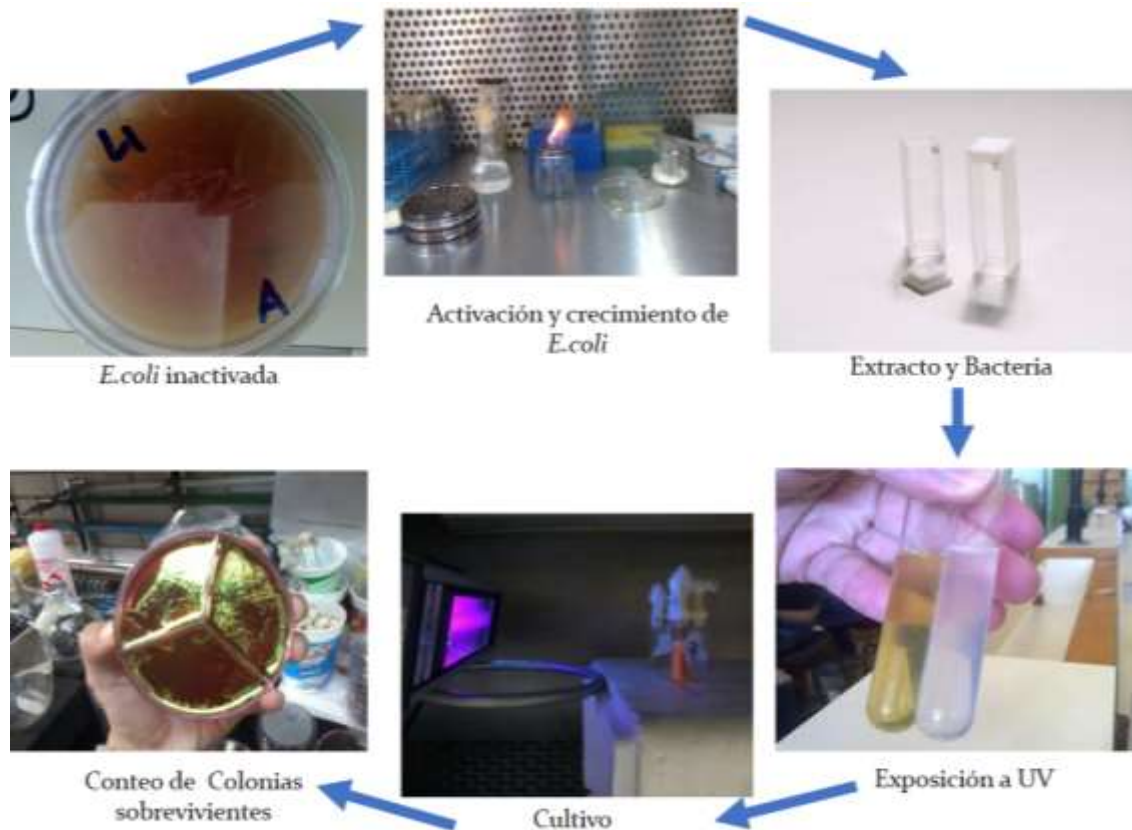 H
A
E.coli inactivada
Activación y crecimiento de
E.coli
Extracto y Bacteria
Exposición a UV
Cultivo
Conteo de Colonias
sobrevivientes